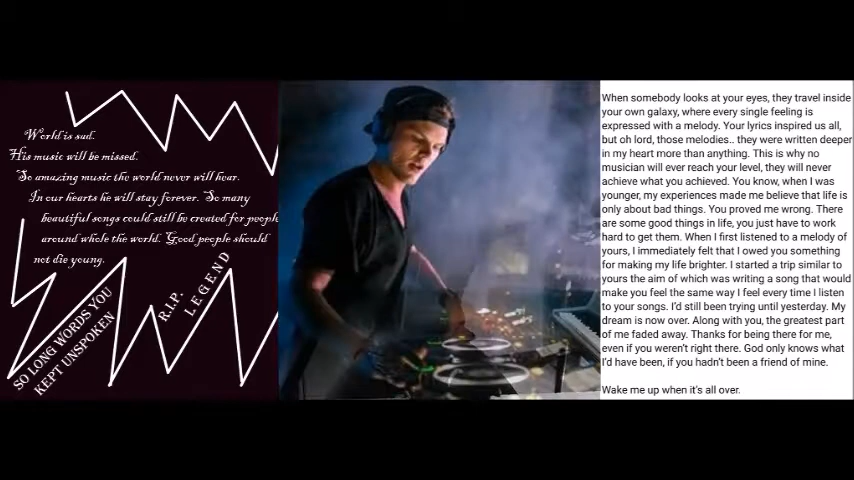 World is sad.
His music will be missed.
So amazing music the world never will hear.
In our hearts he will stay forever. So many
beautiful songs could still be created for people
around whole the world. Good people should
not die young.
SO LONG WORDS YOU
KEPT UNSPOKEN
R.I.P.
LEGEND
When somebody looks at your eyes, they travel inside
your own galaxy, where every single feeling is
expressed with a melody. Your lyrics inspired us all,
but oh lord, those melodies.. they were written deeper
in my heart more than anything. This is why no
musician will ever reach your level, they will never
achieve what you achieved. You know, when I was
younger, my experiences made me believe that life is
only about bad things. You proved me wrong. There
are some good things in life, you just have to work
hard to get them. When I first listened to a melody of
yours, I immediately felt that I owed you something
for making my life brighter. I started a trip similar to
yours the aim of which was writing a song that would
make you feel the same way I feel every time I listen
to your songs. I'd still been trying until yesterday. My
dream is now over. Along with you, the greatest part
of me faded away. Thanks for being there for me,
even if you weren't right there. God only knows what
I'd have been, if you hadn't been a friend of mine.
Wake me up when it's all over.